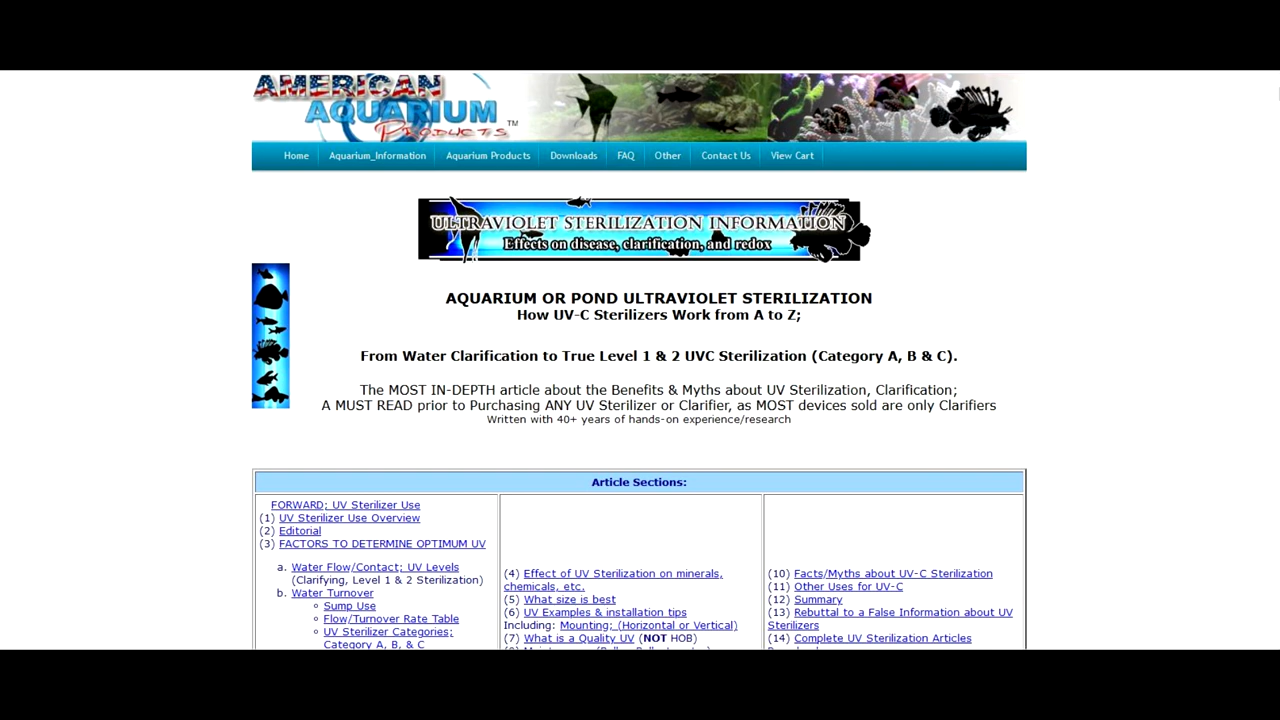 AMERICAN
AQUARIUM
PRODUCTS TM
Home Aquarium_Information Aquarium Products Downloads FAQ Other Contact Us View Cart
ULTRAVIOLET STERILIZATION INFORMATION
Effects on disease, clarification, and redox
AQUARIUM OR POND ULTRAVIOLET STERILIZATION
How UV-C Sterilizers Work from A to Z;
From Water Clarification to True Level 1 & 2 UVC Sterilization (Category A, B & C).
The MOST IN-DEPTH article about the Benefits & Myths about UV Sterilization, Clarification;
A MUST READ prior to Purchasing ANY UV Sterilizer or Clarifier, as MOST devices sold are only Clarifiers
Written with 40+ years of hands-on experience/research
Article Sections:
FORWARD; UV Sterilizer Use
(1) UV Sterilizer Use Overview
(2) Editorial
(3) FACTORS TO DETERMINE OPTIMUM UV
a. Water Flow/Contact; UV Levels
(Clarifying, Level 1 & 2 Sterilization)
b. Water Turnover
Sump Use
Flow/Turnover Rate Table
UV Sterilizer Categories;
Category A, B, & C
(4) Effect of UV Sterilization on minerals,
chemicals, etc.
(5) What size is best
(6) UV Examples & installation tips
Including: Mounting; (Horizontal or Vertical)
(7) What is a Quality UV (NOT HOB)
(10) Facts/Myths about UV-C Sterilization
(11) Other Uses for UV-C
(12) Summary
(13) Rebuttal to a False Information about UV
Sterilizers
(14) Complete UV Sterilization Articles